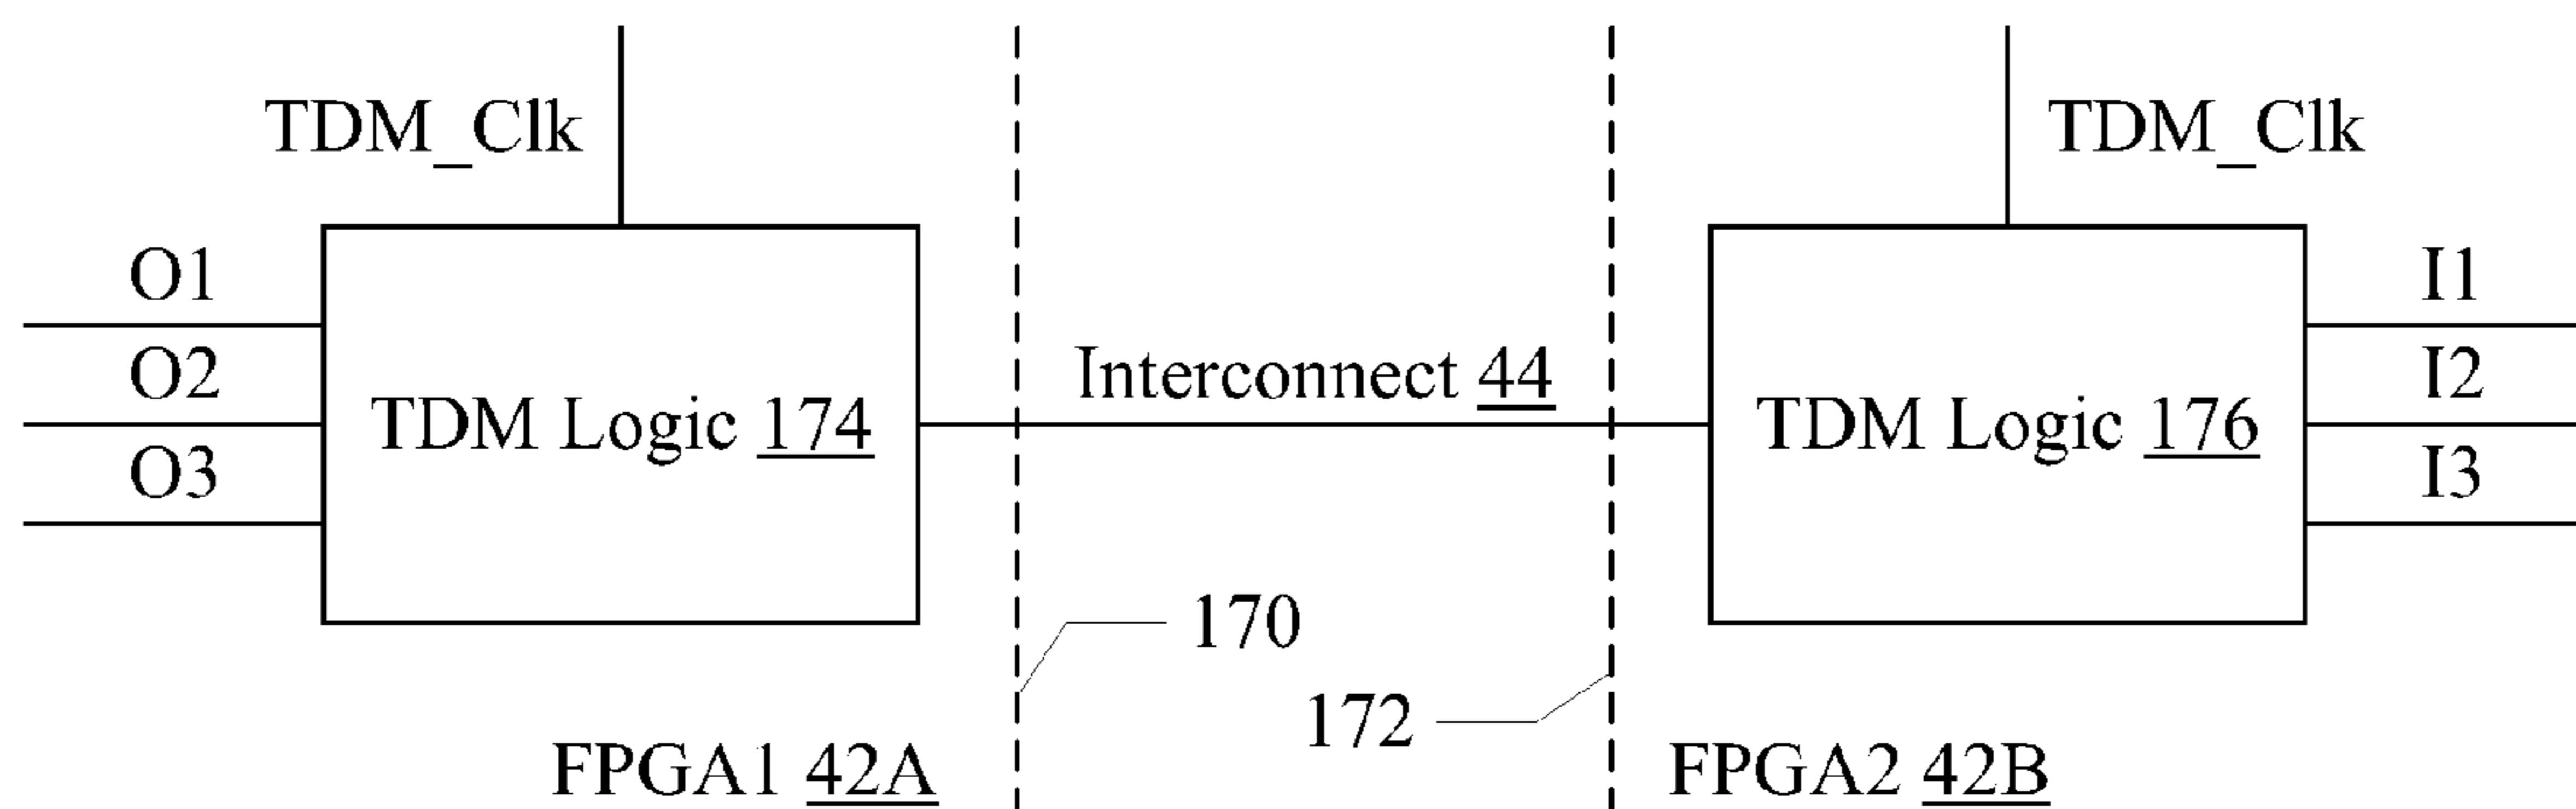 TDM_Clk
TDM_Clk
O1
I1
O2
Interconnect 44
I2
TDM Logic 174
TDM Logic 176
O3
I3
170
172
FPGA1 42A
FPGA2 42B